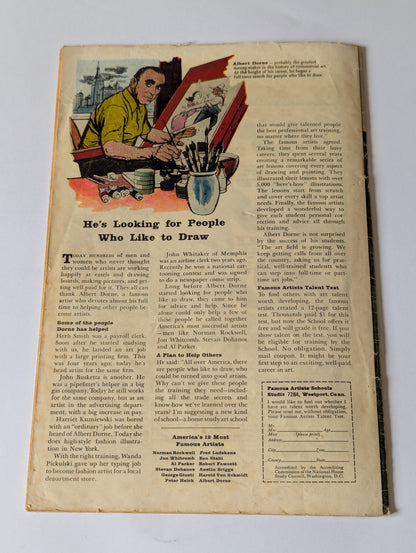 Albert Dorne — probably the greatest
money-maker in the history of commercial art.
At the height of his career, he began a
full time search for people who like to draw.
He's Looking for People
Who Like to Draw
TODAY HUNDREDS of men and
women who never thought
they could be artists are working
happily at easels and drawing
boards, making pictures, and get-
ting well paid for it. They all can
thank Albert Dorne, a famous
artist who devotes almost his full
time to helping other people be-
come artists.
Some of the people
Dorne has helped
Herb Smith was a payroll clerk.
Soon after he started studying
with us, he landed an art job
with a large printing firm. This
was four years ago, today he's
head artist for the same firm.
John Busketta is another. He
was a pipefitter's helper in a big
gas company. Today he still works
for the same company, but as an
artist in the advertising depart-
ment, with a big increase in pay.
Harriet Kuzniewski was bored
with an "ordinary" job before she
heard of Albert Dorne. Today she
does high-fashion illustration
in New York.
With the right training, Wanda
Pickulski gave up her typing job
to become fashion artist for a local
department store.
John Whitaker of Memphis
was an airline clerk two years ago.
Recently he won a national car-
tooning contest and was signed
to do a newspaper comic strip.
Long before Albert Dorne
started looking for people who
like to draw, they came to him
for advice and help. Since he
alone could only help a few of
these people he called together
America's most successful artists
—men like Norman Rockwell,
Jon Whitcomb, Stevan Dohanos
and Al Parker
A Plan to Help Others
He said: "All over America, there
are people who like to draw, who
could be turned into good artists.
Why can't we give these people
the training they need—includ-
ing all the trade secrets and
know-how we've learned over the
years? I'm suggesting a new kind
of school—a home study art school
America's 12 Most
Famous Artists
Norman Rockwell
Jon Whitcomb
Al Parker
Stevan Dohanos
George Giusti
Peter Helck
Fred Ludekens
Ben Stahl
Robert Fawcett
Austin Briggs
Harold Von Schmidt
Albert Dorne
that would give talented people
the best professional art training,
no matter where they live."
The famous artists agreed.
Taking time from their busy
careers, they spent several years
creating a remarkable series of
art lessons covering every aspect
of drawing and painting. They
illustrated their lessons with over
5,000 "here's-how" illustrations.
The lessons start from scratch
and cover every skill a top artist
needs. Finally, the famous artists
developed a wonderful way to
give each student personal cor-
rection and advice all through
his training.
Albert Dorne is not surprised
by the success of his students.
"The art field is growing. We
keep getting calls from all over
the country, asking us for prac-
tical, well-trained students who
can step into full-time or part-
time art jobs."
Famous Artists Talent Test
To find others with art talent
worth developing, the famous
artists created a 12-page talent
test. Thousands paid $1 for this
test, but now the School offers it
free and will grade it free. If you
show talent on the test, you will
be eligible for training by the
School. No obligation. Simply
mail coupon. It might be your
first step to an exciting, well-paid
career in art.
Famous Artists Schools
Studio 7284, Westport, Conn.
I would like to find out whether I
have art talent worth developing.
Please send me, without obligation,
your Famous Artists Talent Test.
Mr.
Mrs. Age
Miss (please print)
Address
City Zone
County State
Accredited by the Accrediting
Commission of the National Home
Study Council, Washington, D.C.